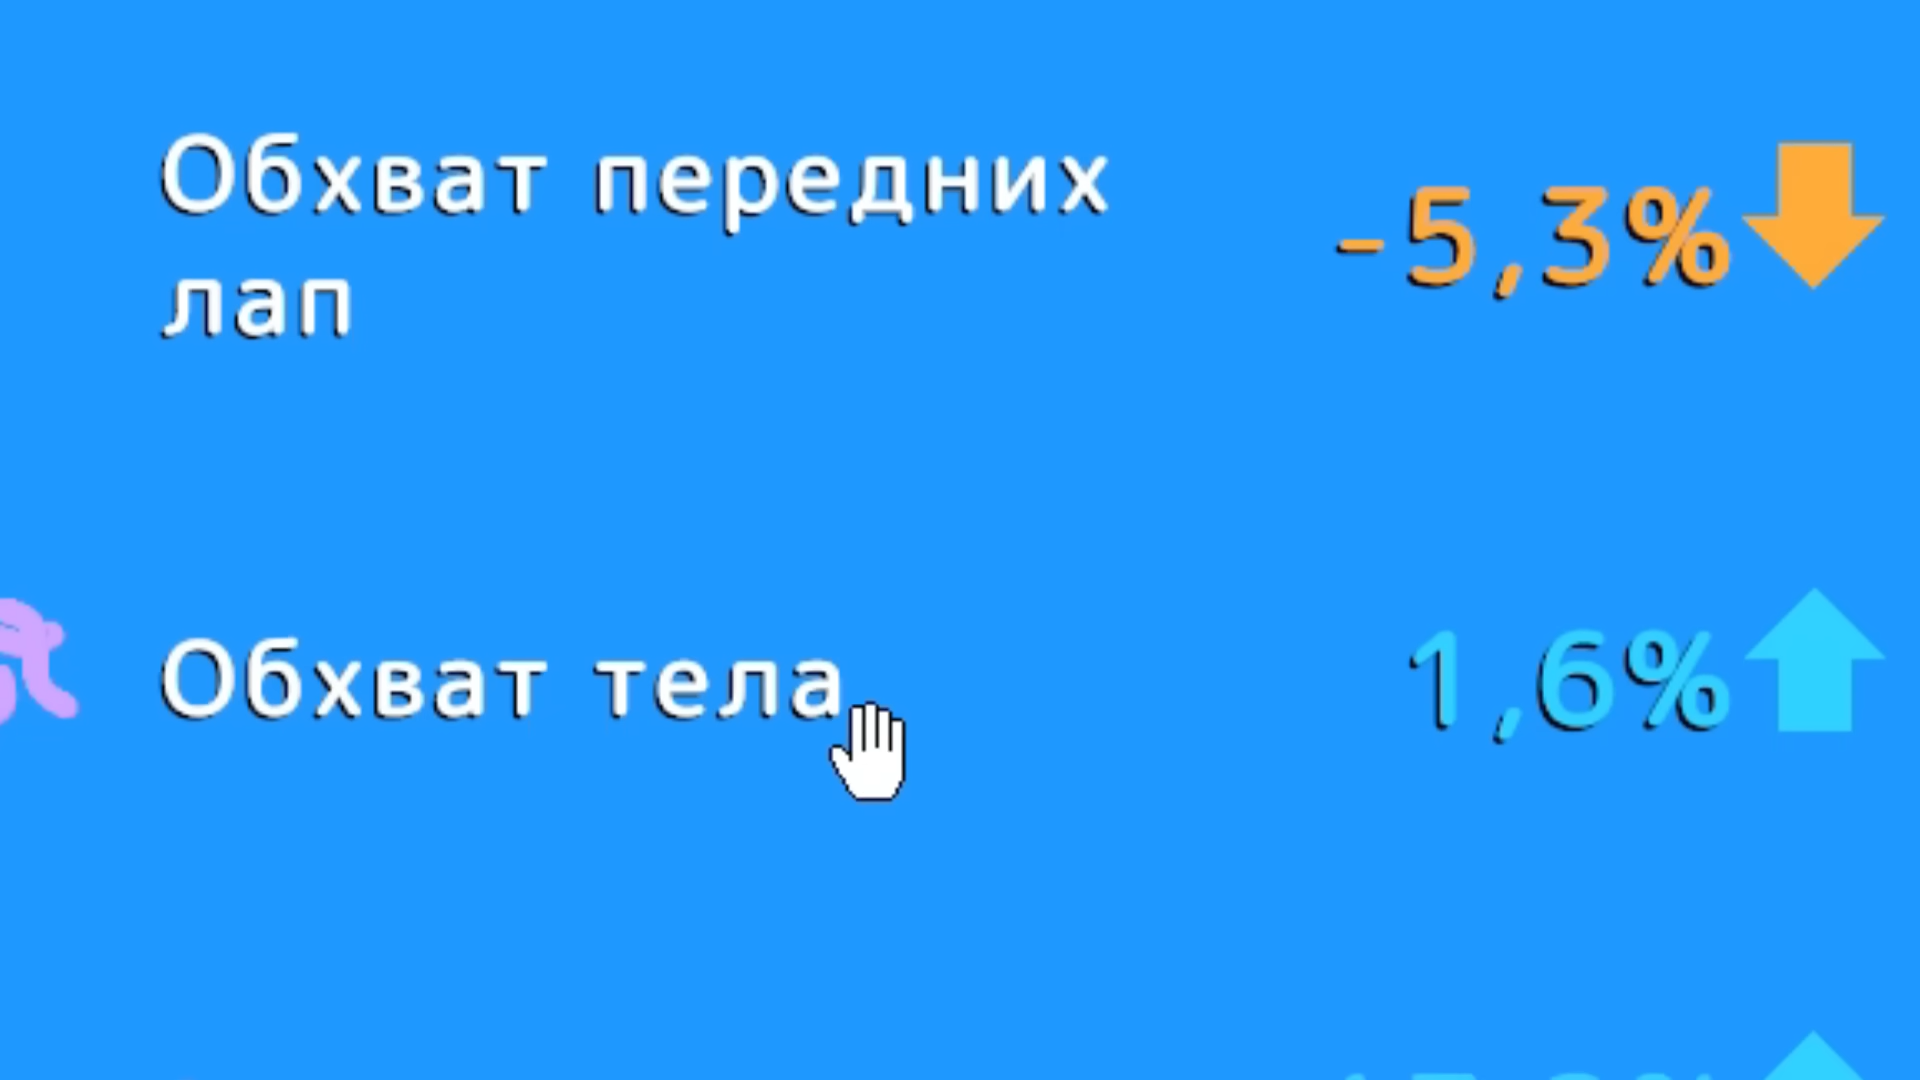 Обхват передних
лап
-5,3%
Обхват тела
1,6%